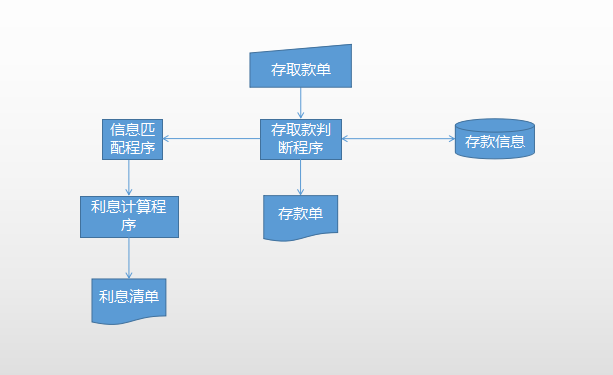 存取款单
信息匹
配程序
存取款判
断程序
存款信息
利息计算程
序
存款单
利息清单